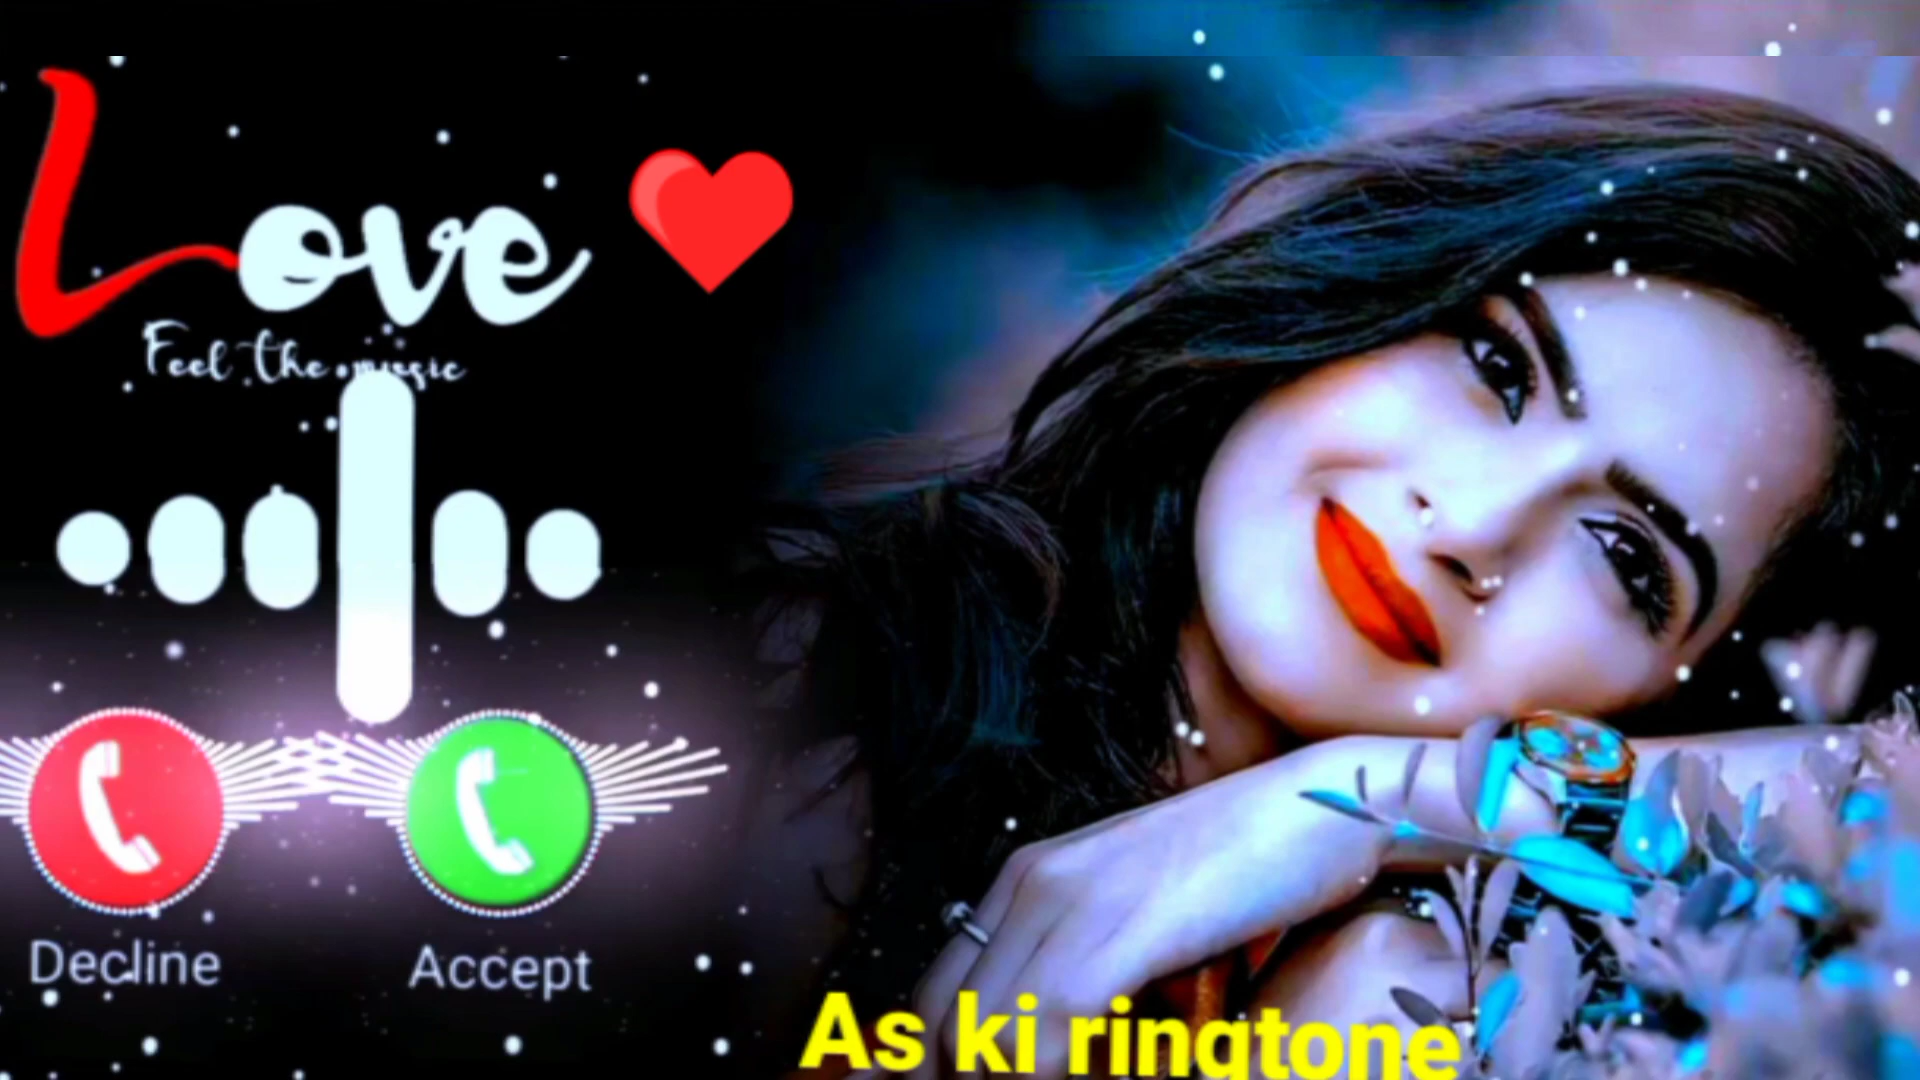 Love
Feel the music
Decline
Accept
As ki ringtone